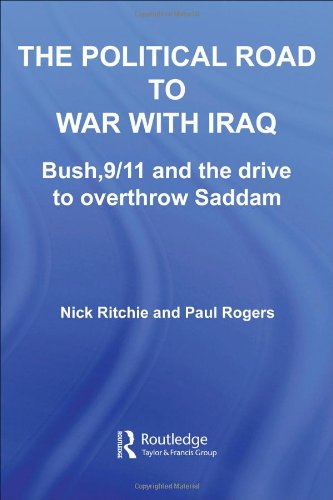 THE POLITICAL ROAD
TO
WAR WITH IRAQ
Bush,9/11 and the drive
to overthrow Saddam
Nick Ritchie and Paul Rogers
ROUTLEDGE
Routledge
Taylor & Francis Group